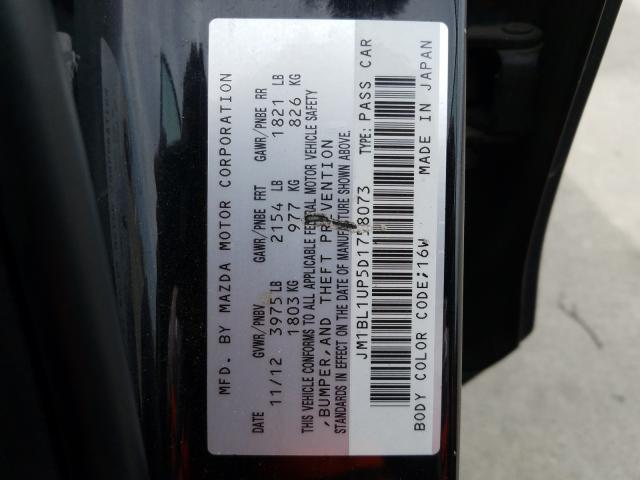 MFD. BY MAZDA MOTOR CORPORATION
DATE GVWR/PNBV GAWR/PNBE FRT GAWR/PNBE RR
11/12 3975 LB 2154 LB 1821 LB
1803 KG 977 KG 826 KG
THIS VEHICLE CONFORMS TO ALL APPLICABLE FEDERAL MOTOR VEHICLE SAFETY
,BUMPER,AND THEFT PREVENTION
STANDARDS IN EFFECT ON THE DATE OF MANUFACTURE SHOWN ABOVE.
JM1BL1UP5D1758073 TYPE: PASS CAR
BODY COLOR CODE;16W MADE IN JAPAN